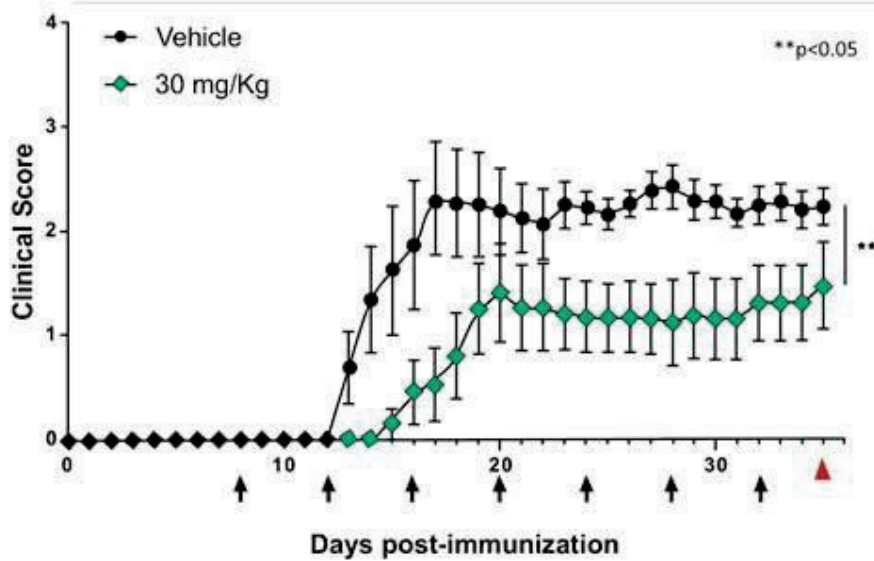 4
Vehicle
**p<0.05
30 mg/Kg
3
Clinical Score
2
**
1
0
0 10 20 30
Days post-immunization